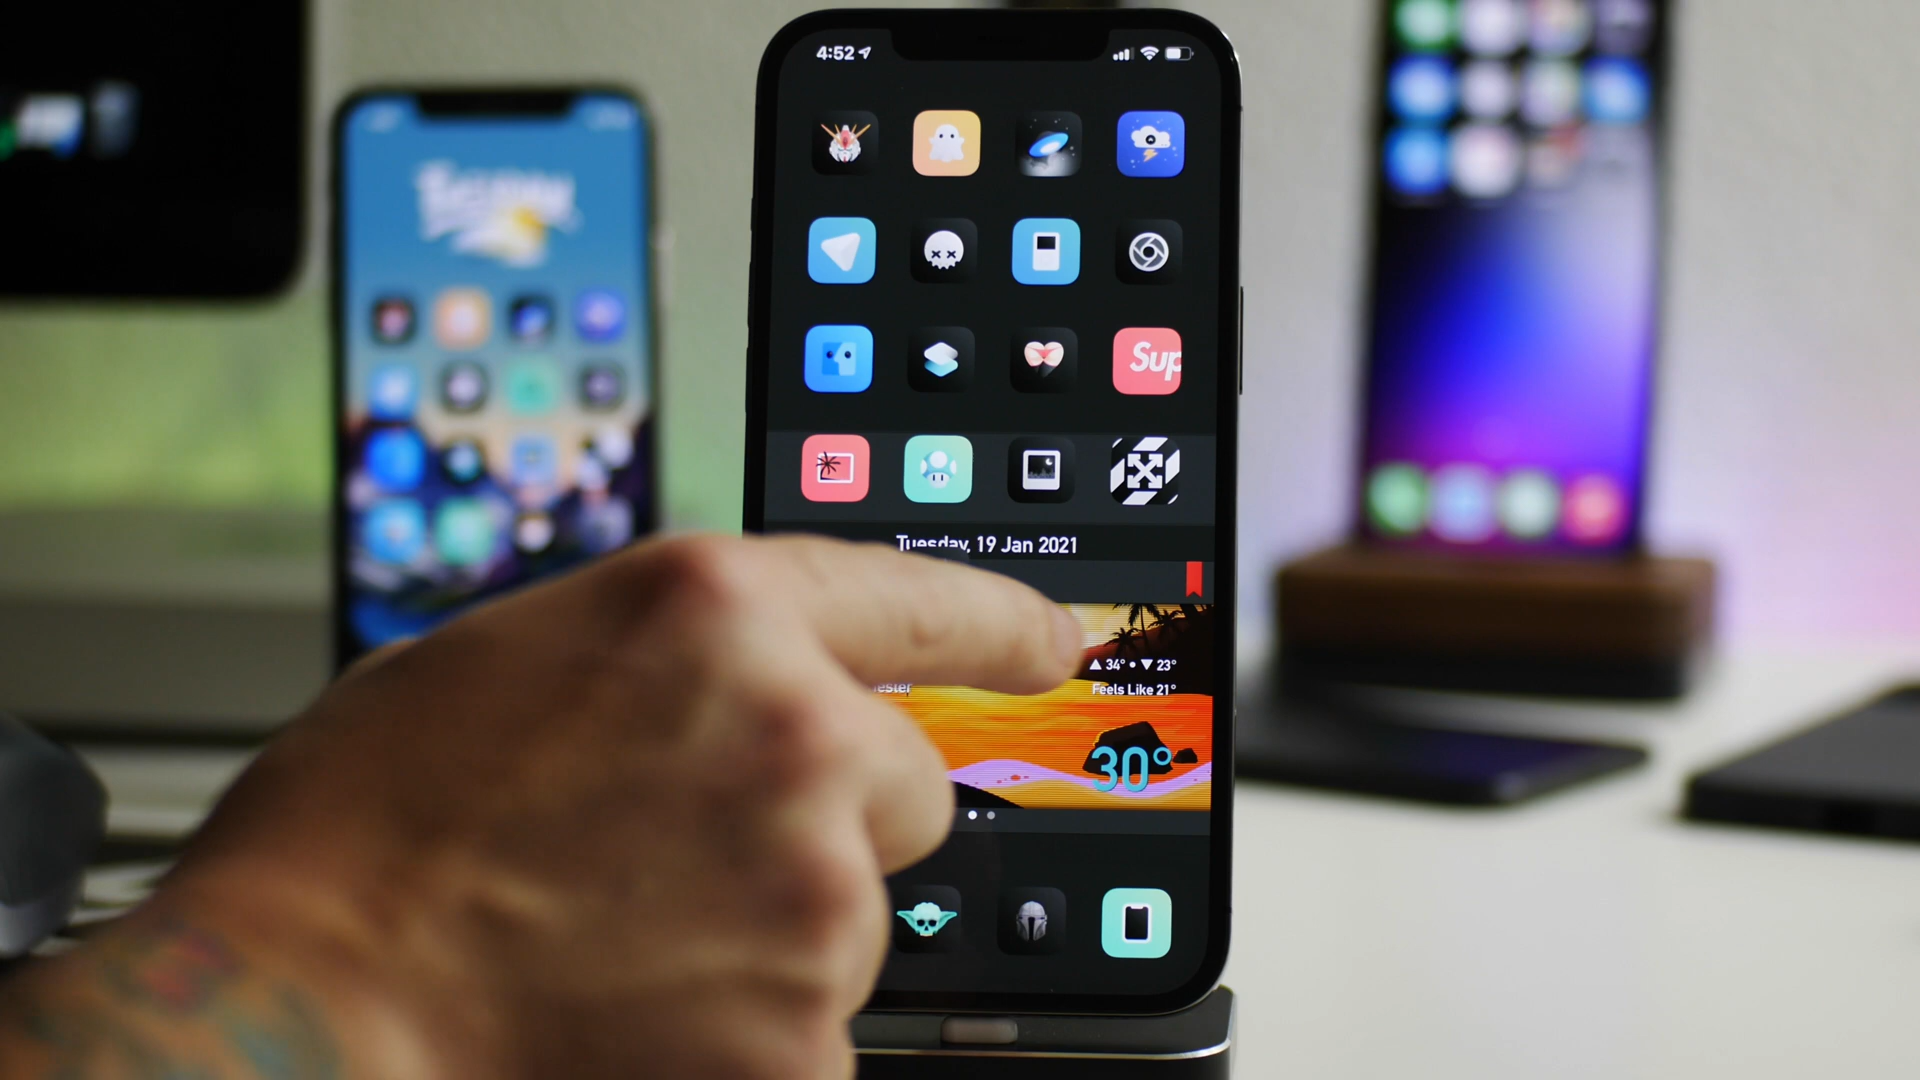 4:52
Sup
Tuesday, 19 Jan 2021
▲ 34° • ▼ 23°
Feels Like 21°
30°